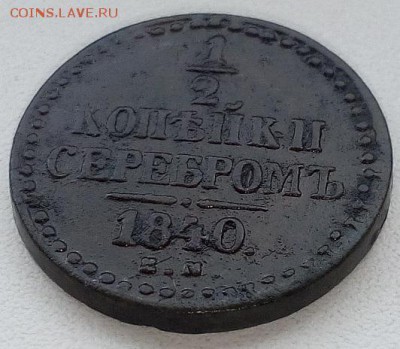 COINS.LAVE.RU
1/2
КОПѢЙКИ
СЕРЕБРОМЪ
1840.
Е.М